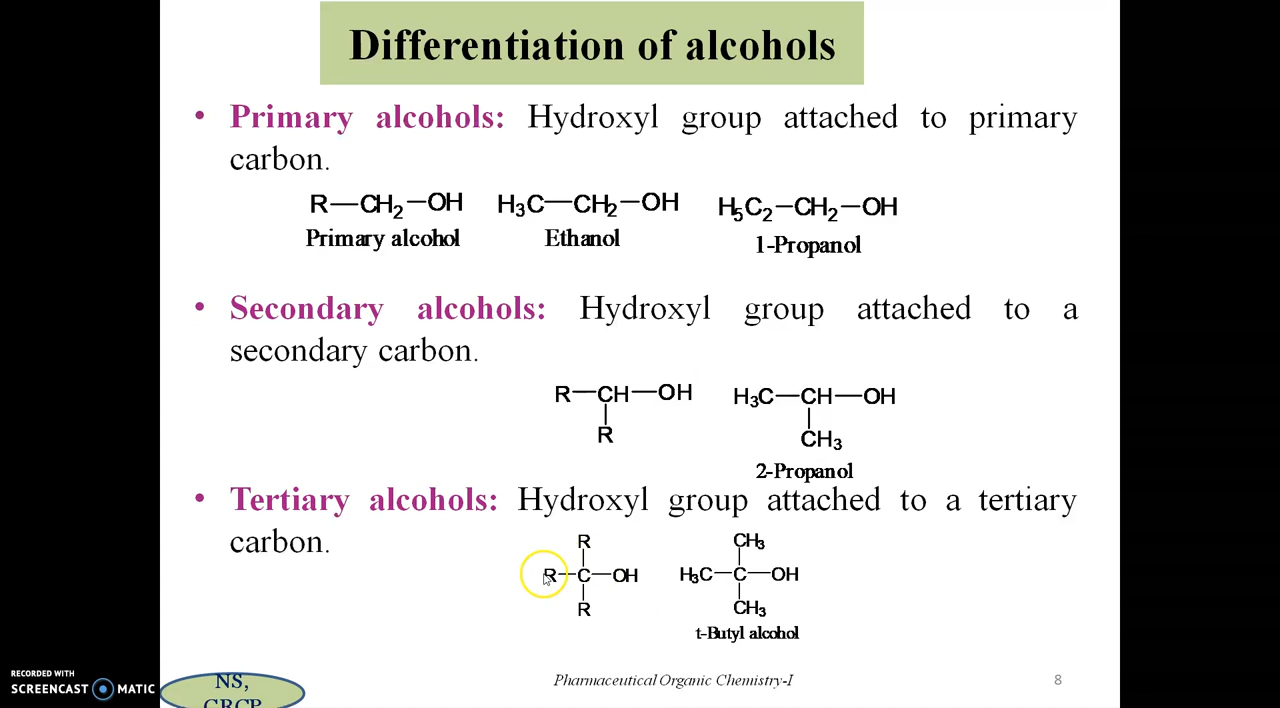 Differentiation of alcohols
• Primary alcohols: Hydroxyl group attached to primary
carbon.
R—CH2—OH H3C—CH2—OH H5C2—CH2—OH
Primary alcohol Ethanol 1-Propanol
• Secondary alcohols: Hydroxyl group attached to a
secondary carbon.
R—CH—OH H3C—CH—OH
R CH3
2-Propanol
• Tertiary alcohols: Hydroxyl group attached to a tertiary
carbon.
R CH3
R—C—OH H3C—C—OH
R CH3
t-Butyl alcohol
RECORDED WITH
SCREENCAST MATIC
NS,
GRCP
Pharmaceutical Organic Chemistry-I
8